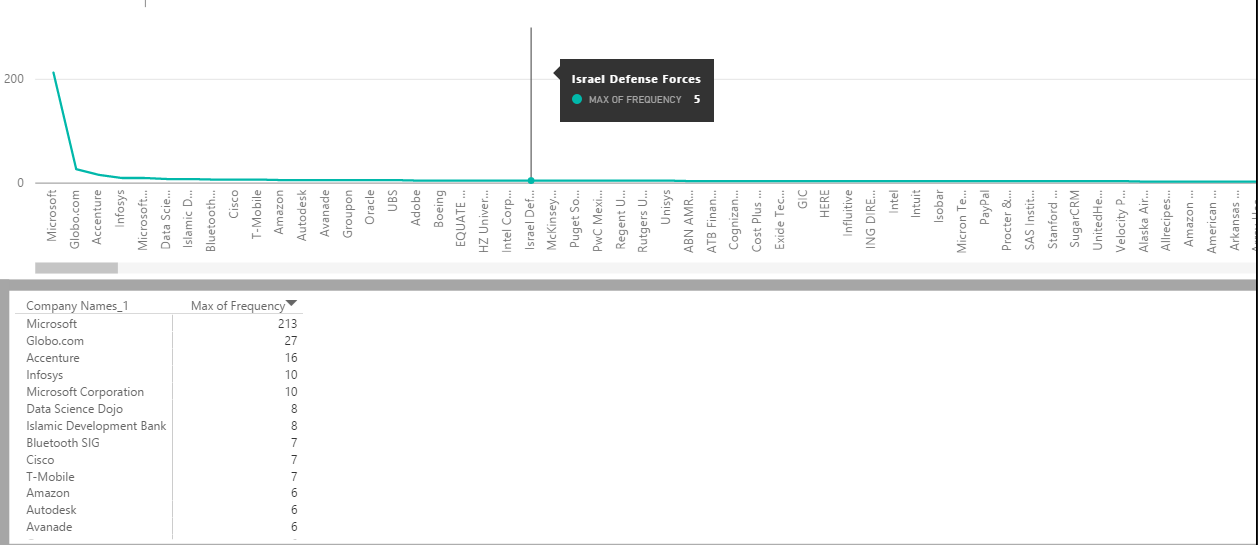 200
Israel Defense Forces
MAX OF FREQUENCY 5
0
Microsoft
Globo.com
Accenture
Infosys
Microsoft...
Data Scie...
Islamic D...
Bluetooth...
Cisco
T-Mobile
Amazon
Autodesk
Avanade
Groupon
Oracle
UBS
Adobe
Boeing
EQUATE ...
HZ Univer...
Intel Corp...
Israel Def...
McKinsey...
Puget So...
PwC Mexi...
Regent U...
Rutgers U...
Unisys
ABN AMR...
ATB Finan...
Cognizan...
Cost Plus ...
Exide Tec...
GIC
HERE
Influitive
ING DIRE...
Intel
Intuit
Isobar
Micron Te...
PayPal
Procter &...
SAS Instit...
Stanford ...
SugarCRM
UnitedHe...
Velocity P...
Alaska Air...
Allrecipes...
Amazon ...
American ...
Arkansas ...
Company Names_1 Max of Frequency
Microsoft 213
Globo.com 27
Accenture 16
Infosys 10
Microsoft Corporation 10
Data Science Dojo 8
Islamic Development Bank 8
Bluetooth SIG 7
Cisco 7
T-Mobile 7
Amazon 6
Autodesk 6
Avanade 6